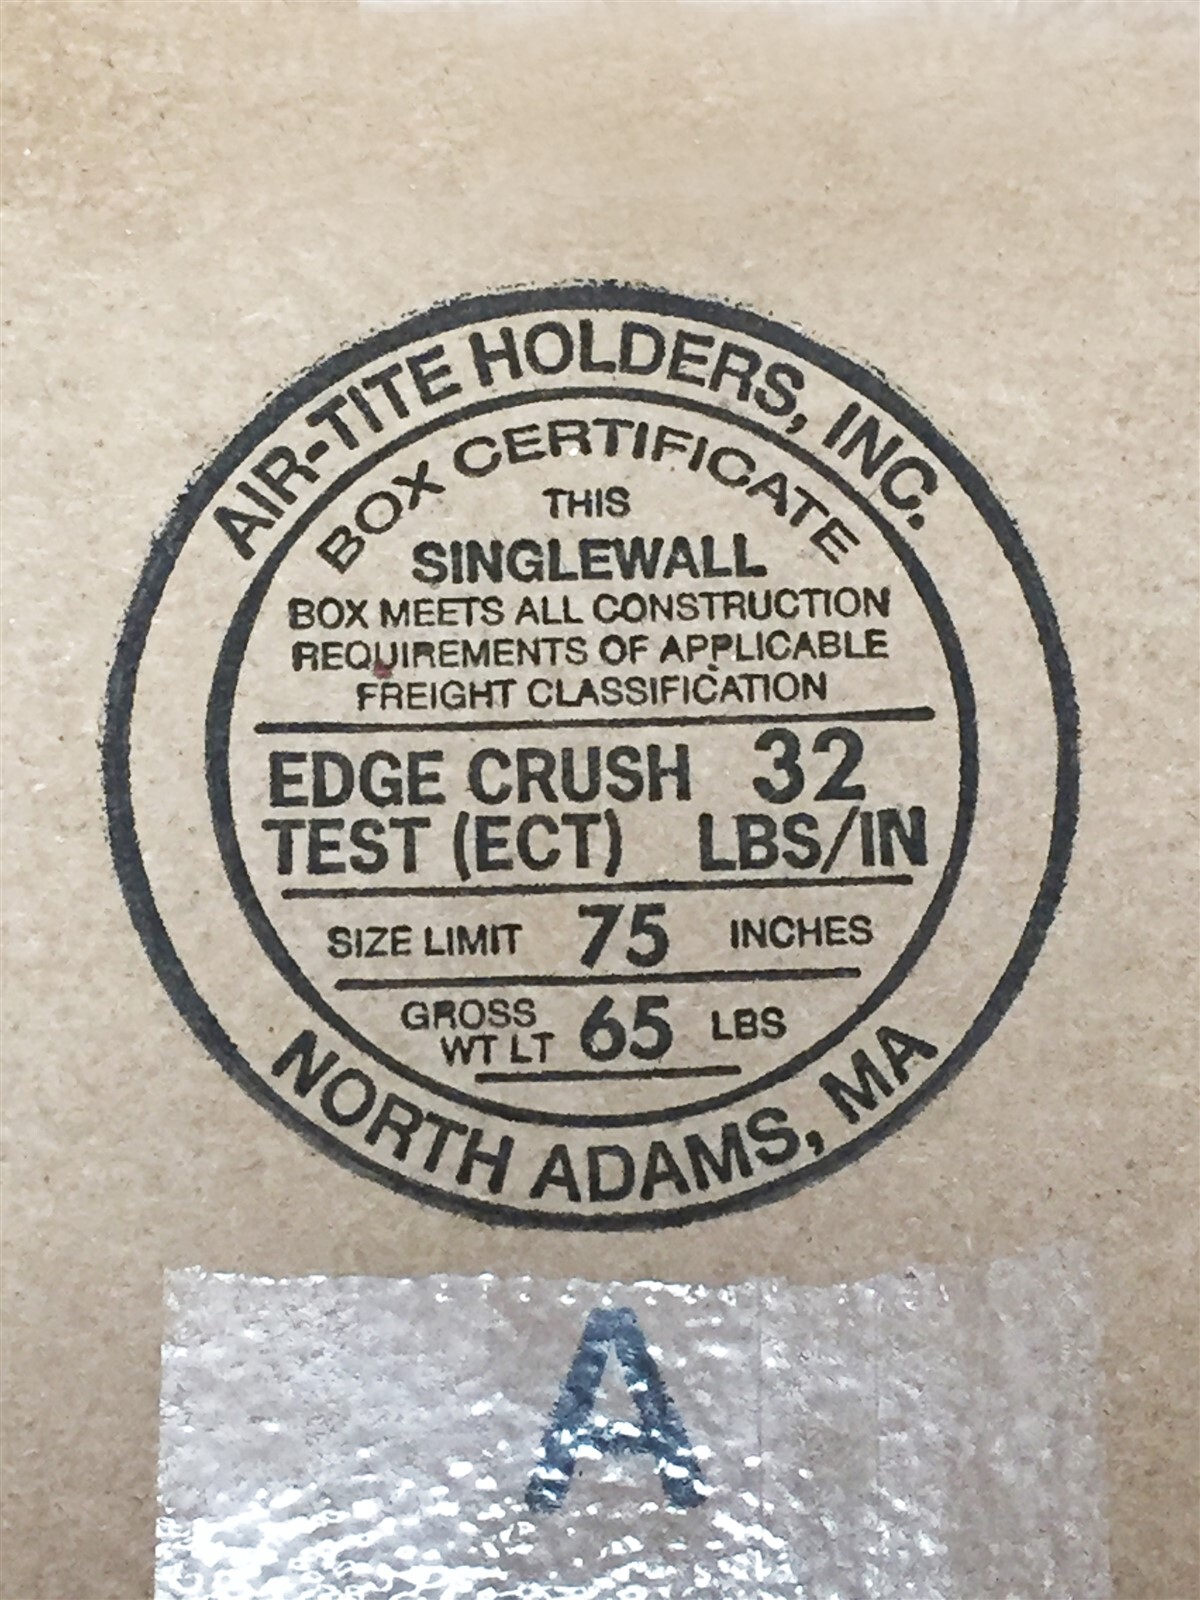 AIR-TITE HOLDERS, INC.
BOX CERTIFICATE
THIS
SINGLEWALL
BOX MEETS ALL CONSTRUCTION
REQUIREMENTS OF APPLICABLE
FREIGHT CLASSIFICATION
EDGE CRUSH 32
TEST (ECT) LBS/IN
SIZE LIMIT 75 INCHES
GROSS
WT LT 65 LBS
NORTH ADAMS, MA
A